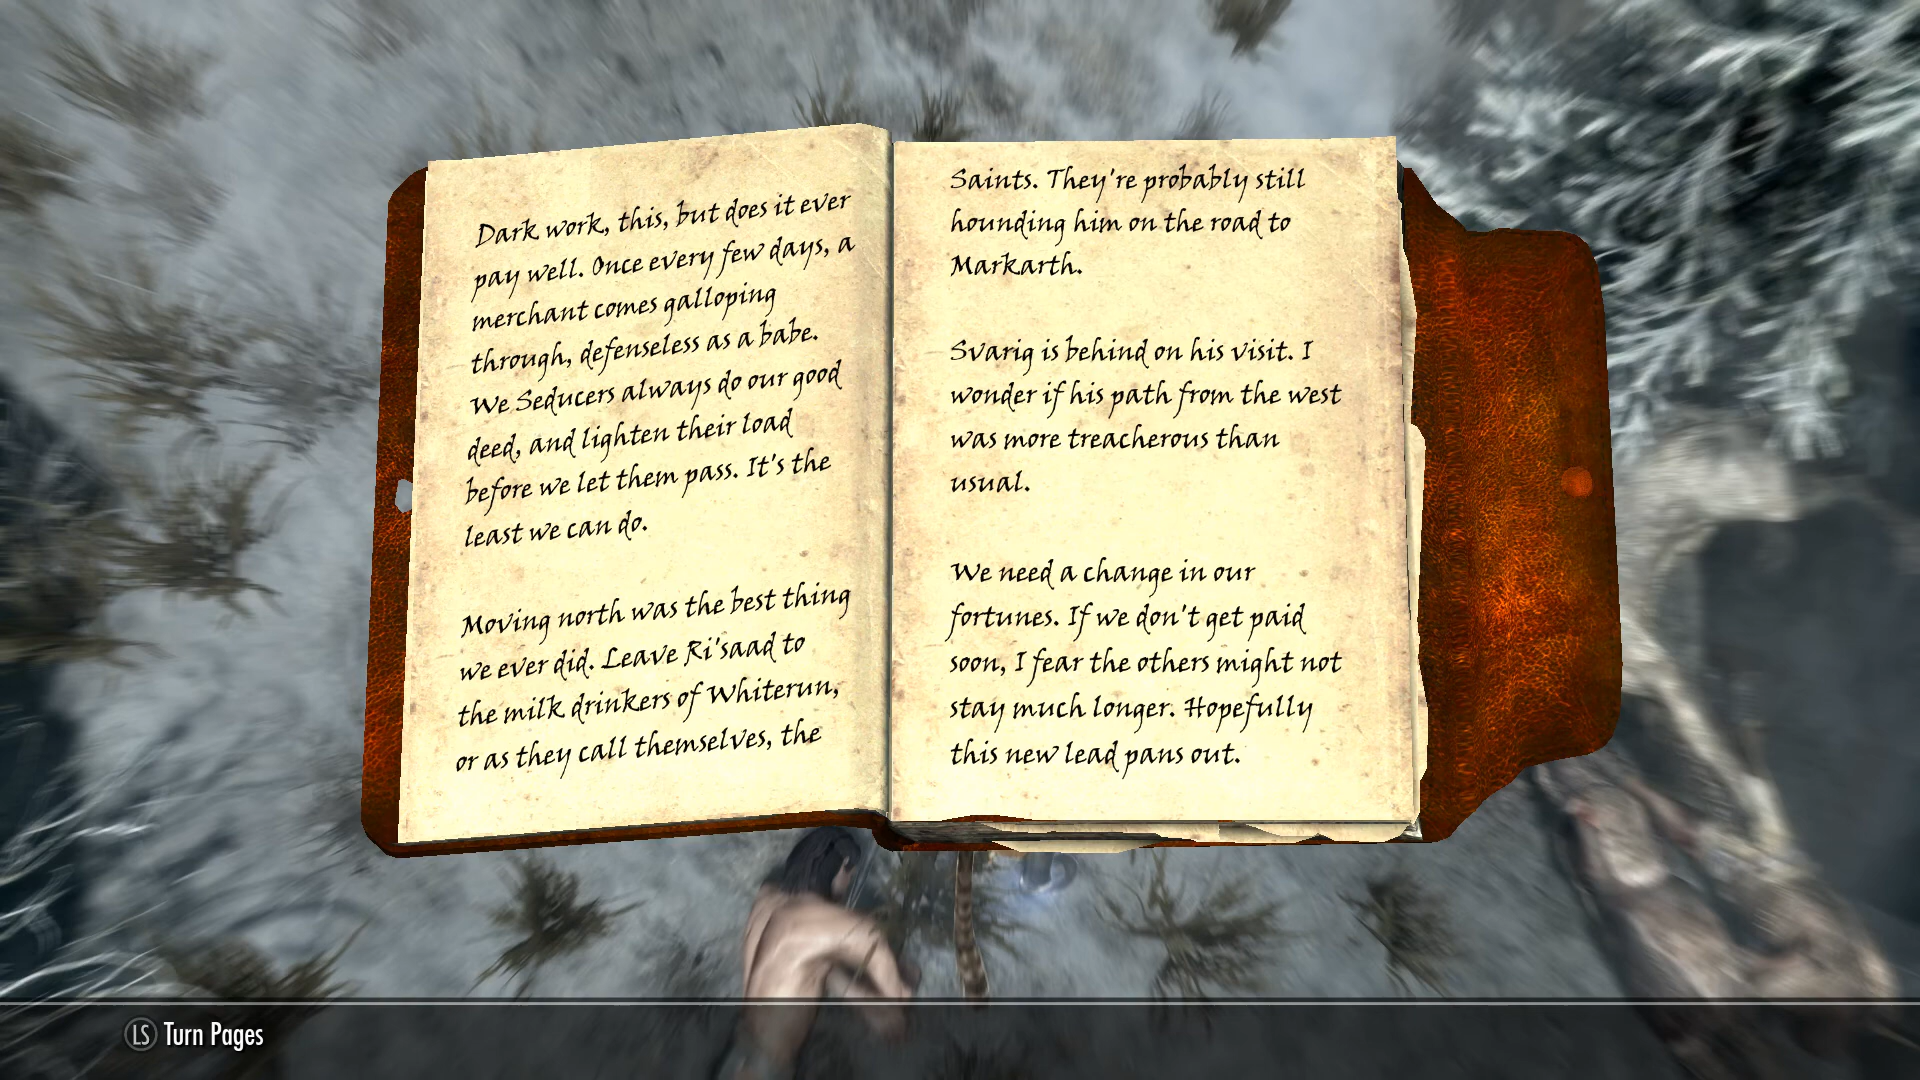 Dark work, this, but does it ever
pay well. Once every few days, a
merchant comes galloping
through, defenseless as a babe.
We Seducers always do our good
deed, and lighten their load
before we let them pass. It's the
least we can do.
Moving north was the best thing
we ever did. Leave Ri'saad to
the milk drinkers of Whiterun,
or as they call themselves, the
Saints. They're probably still
hounding him on the road to
Markarth.
Svarig is behind on his visit. I
wonder if his path from the west
was more treacherous than
usual.
We need a change in our
fortunes. If we don't get paid
soon, I fear the others might not
stay much longer. Hopefully
this new lead pans out.
LS Turn Pages